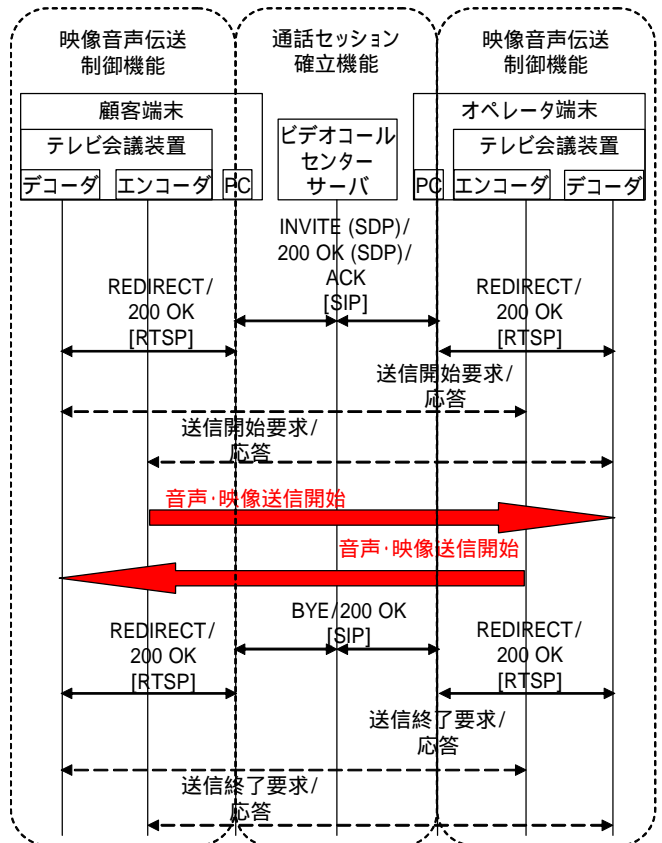 映像音声伝送
制御機能
通話セッション
確立機能
映像音声伝送
制御機能
顧客端末
テレビ会議装置
デコーダ
エンコーダ
PC
ビデオコール
センター
サーバ
オペレータ端末
テレビ会議装置
PC
エンコーダ
デコーダ
INVITE (SDP)/
200 OK (SDP)/
ACK
[SIP]
REDIRECT/
200 OK
[RTSP]
REDIRECT/
200 OK
[RTSP]
送信開始要求/
応答
送信開始要求/
応答
音声・映像送信開始
音声・映像送信開始
BYE/200 OK
[SIP]
REDIRECT/
200 OK
[RTSP]
REDIRECT/
200 OK
[RTSP]
送信終了要求/
応答
送信終了要求/
応答